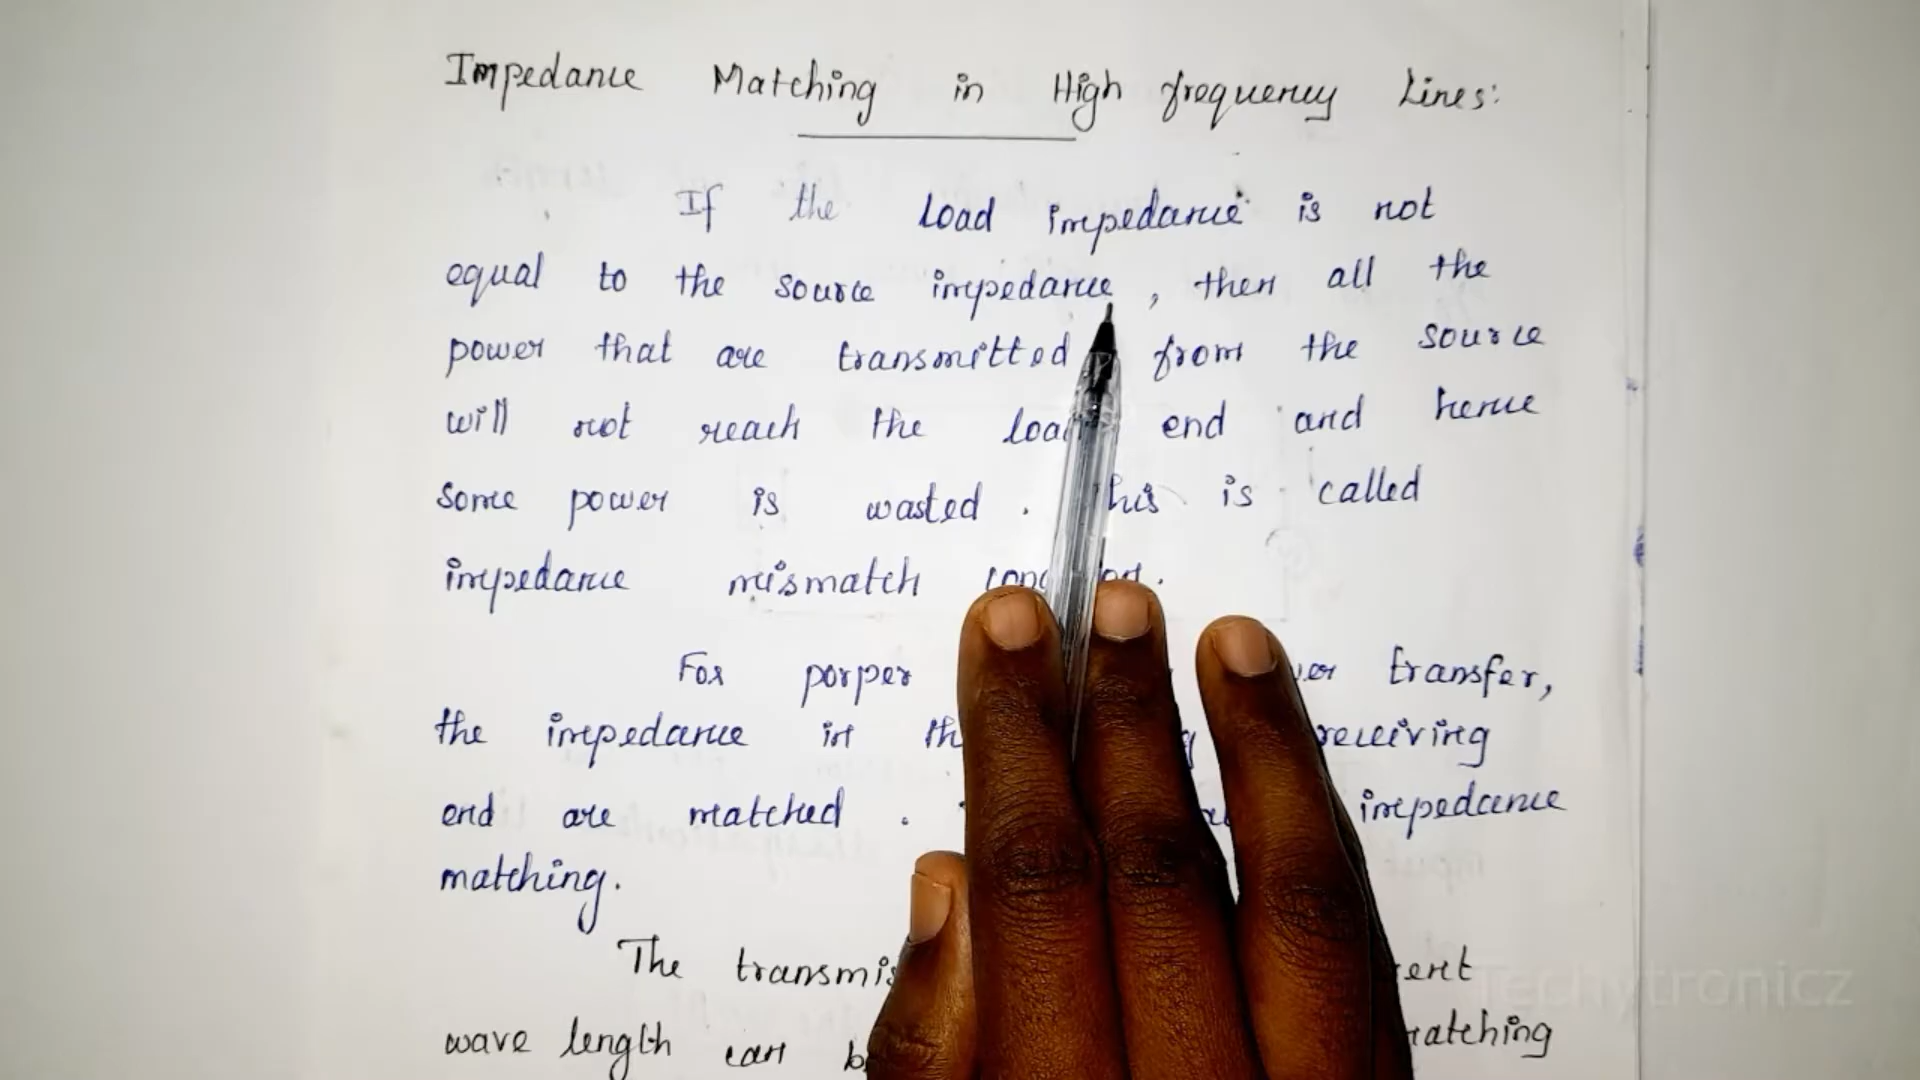 Impedance Matching in High frequency Lines:
If the load impedance is not
equal to the source impedance, then all the
power that are transmitted from the source
will not reach the end and hence
some power is wasted. is called
impedance mismatch
For porper transfer,
the impedance in receiving
end are matched. impedance
matching.
The
wave length can
Techytronicz